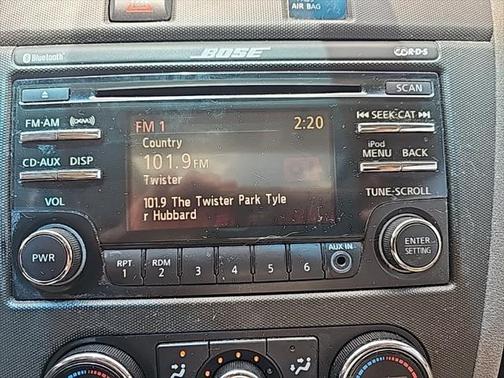 AIR BAG
Bluetooth
BOSE
R·D·S
SCAN
FM·AM
FM 1
2:20
SEEK·CAT
Country
101.9 FM
iPod
CD·AUX
DISP
MENU
BACK
Twister
VOL
101.9 The Twister Park Tyle
r Hubbard
TUNE·SCROLL
AUX IN
PWR
RPT
1
RDM
2
3
4
5
6
ENTER
SETTING